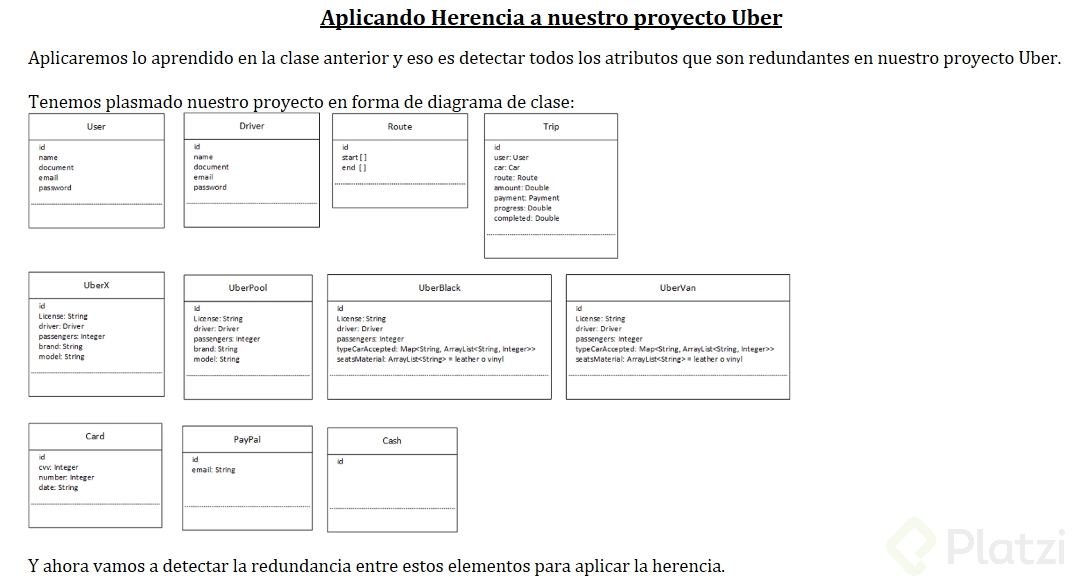 Aplicando Herencia a nuestro proyecto Uber
Aplicaremos lo aprendido en la clase anterior y eso es detectar todos los atributos que son redundantes en nuestro proyecto Uber.
Tenemos plasmado nuestro proyecto en forma de diagrama de clase:
User
id
name
document
email
password
Driver
id
name
document
email
password
Route
id
start [ ]
end [ ]
Trip
id
user: User
car: Car
route: Route
amount: Double
payment: Payment
progress: Double
completed: Double
UberX
id
License: String
driver: Driver
passengers: Integer
brand: String
model: String
UberPool
id
License: String
driver: Driver
passengers: Integer
brand: String
model: String
UberBlack
id
License: String
driver: Driver
passengers: Integer
typeCarAccepted: Map<String, ArrayList<String, Integer>>
seatsMaterial: ArrayList<String> = leather o vinyl
UberVan
id
License: String
driver: Driver
passengers: Integer
typeCarAccepted: Map<String, ArrayList<String, Integer>>
seatsMaterial: ArrayList<String> = leather o vinyl
Card
id
cvv: Integer
number: Integer
date: String
PayPal
id
email: String
Cash
id
Y ahora vamos a detectar la redundancia entre estos elementos para aplicar la herencia.
Platzi